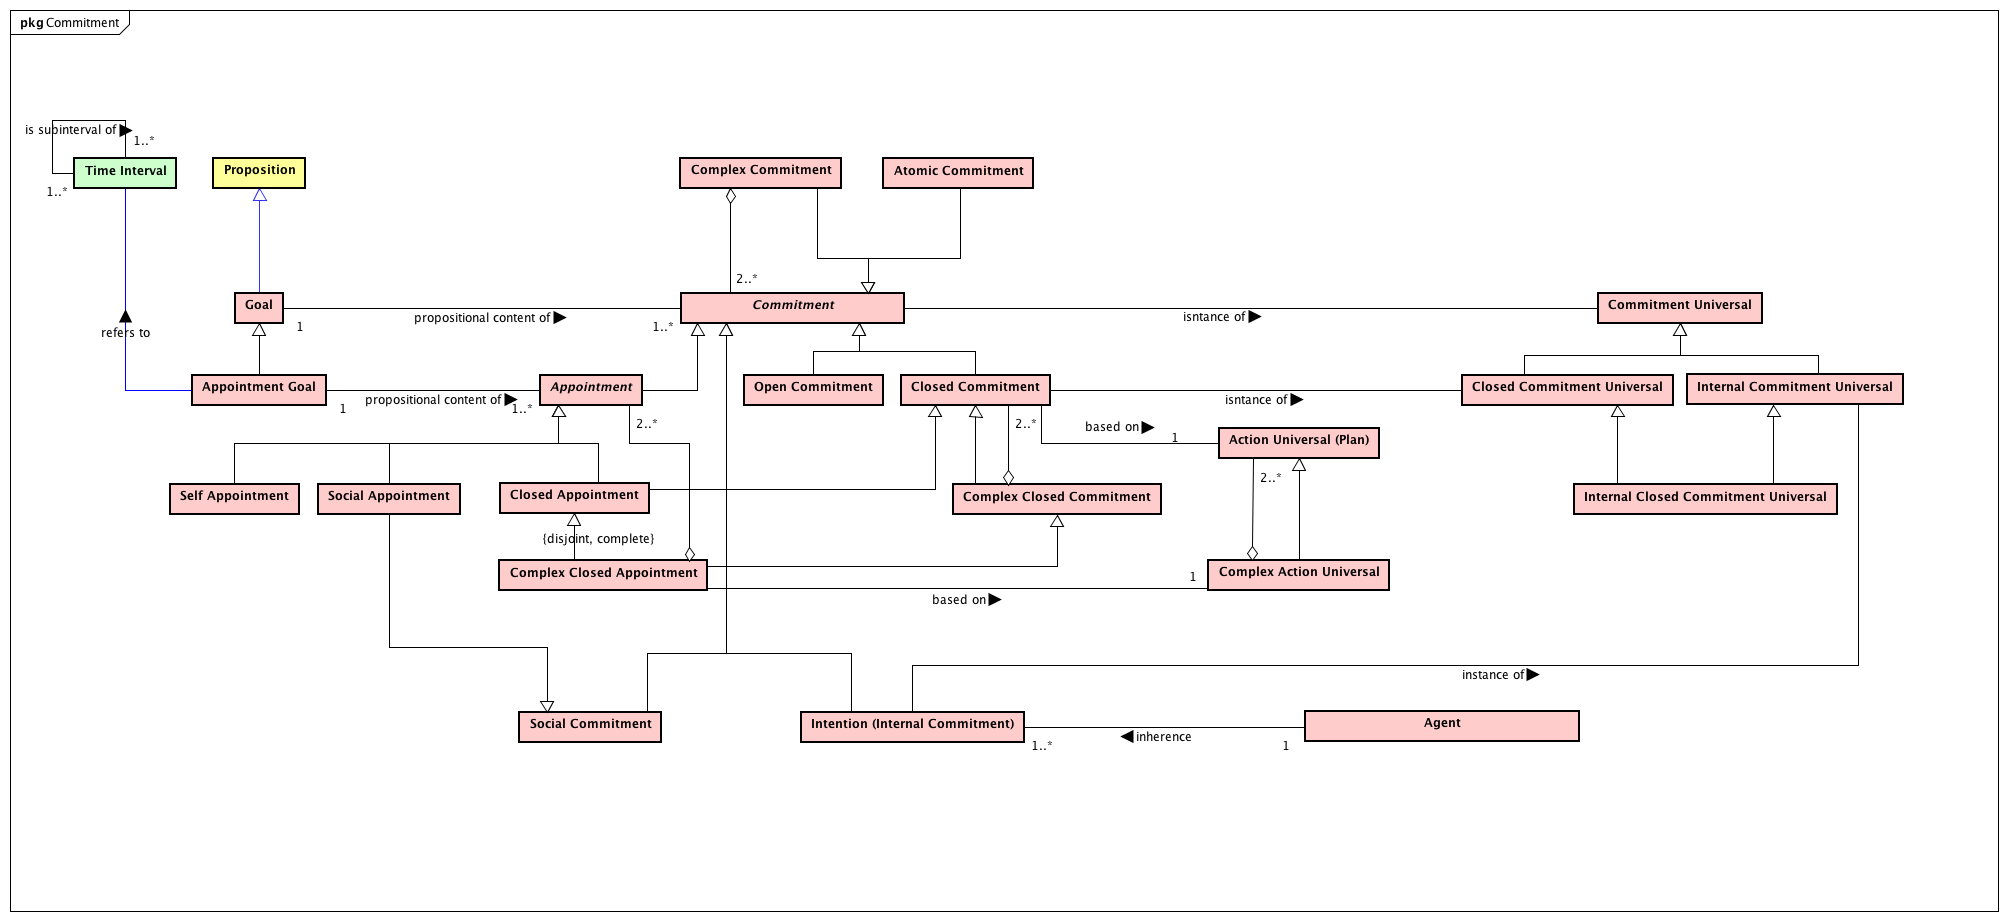 pkg Commitment
is subinterval of
1..*
Time Interval
Proposition
Complex Commitment
Atomic Commitment
1..*
2..*
Goal
Commitment
Commitment Universal
1
propositional content of
1..*
isntance of
refers to
Appointment Goal
Appointment
Open Commitment
Closed Commitment
Closed Commitment Universal
Internal Commitment Universal
1
propositional content of
1..*
isntance of
2..*
2..*
based on
1
Action Universal (Plan)
2..*
Self Appointment
Social Appointment
Closed Appointment
Complex Closed Commitment
Internal Closed Commitment Universal
{disjoint, complete}
Complex Closed Appointment
1
Complex Action Universal
based on
instance of
Social Commitment
Intention (Internal Commitment)
Agent
1..*
inherence
1